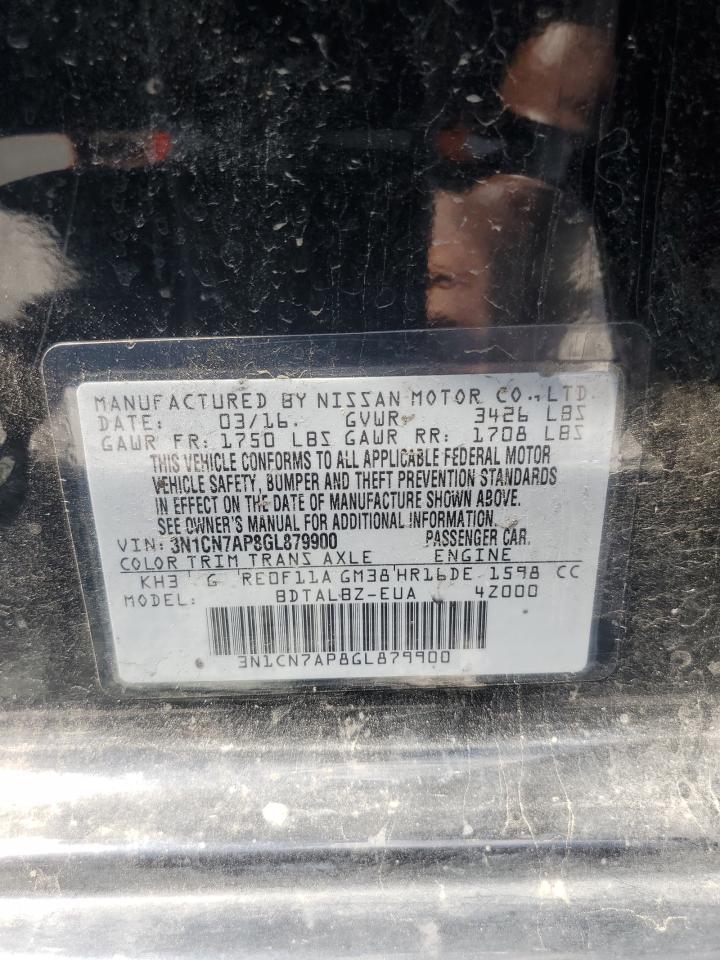 MANUFACTURED BY NISSAN MOTOR CO., LTD.
DATE: 03/16. GVWR 3426 LBS
GAWR FR: 1750 LBS GAWR RR: 1708 LBS
THIS VEHICLE CONFORMS TO ALL APPLICABLE FEDERAL MOTOR
VEHICLE SAFETY, BUMPER AND THEFT PREVENTION STANDARDS
IN EFFECT ON THE DATE OF MANUFACTURE SHOWN ABOVE.
SEE OWNER'S MANUAL FOR ADDITIONAL INFORMATION.
VIN: 3N1CN7AP8GL879900 PASSENGER CAR.
COLOR TRIM TRANS AXLE ENGINE
KH3 G RE0F11A GM38 HR16DE 1598 CC
MODEL: BDTALBZ-EUA 4Z000
3N1CN7AP8GL879900